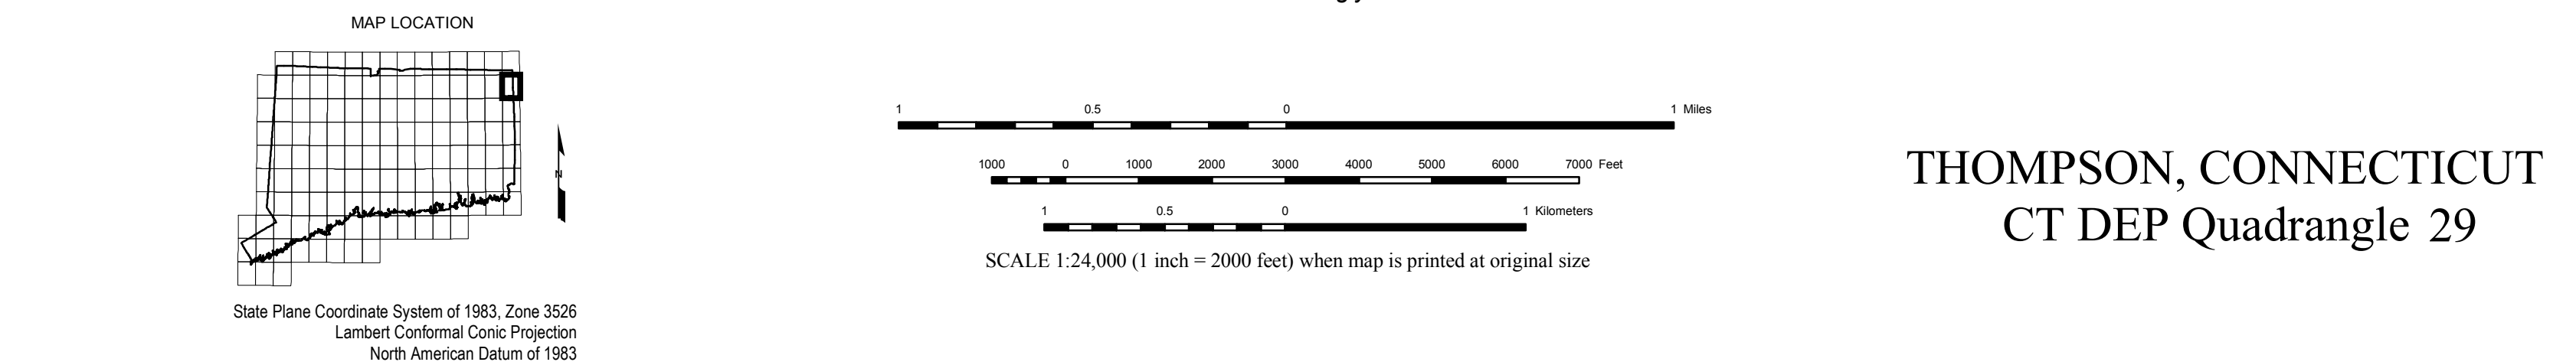 MAP LOCATION
N
State Plane Coordinate System of 1983, Zone 3526
Lambert Conformal Conic Projection
North American Datum of 1983
1 0.5 0 1 Miles
1000 0 1000 2000 3000 4000 5000 6000 7000 Feet
1 0.5 0 1 Kilometers
SCALE 1:24,000 (1 inch = 2000 feet) when map is printed at original size
THOMPSON, CONNECTICUT
CT DEP Quadrangle 29